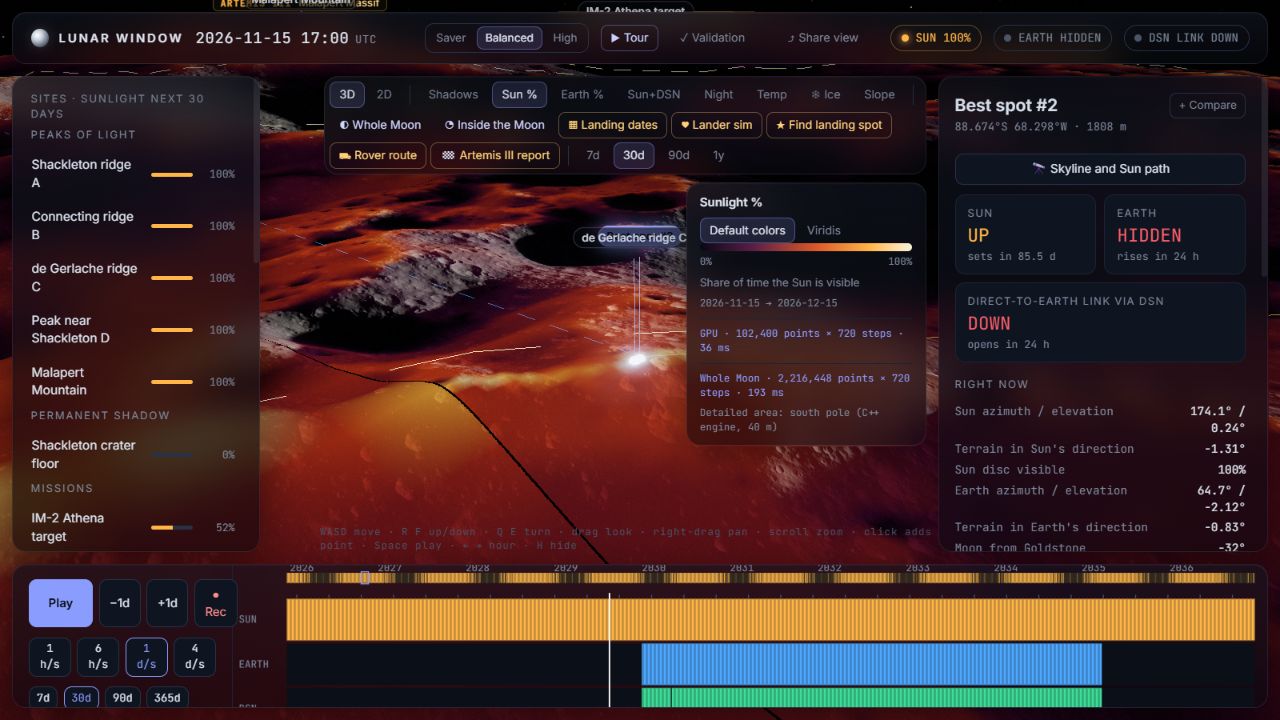 ARTEMIS III · Malapert Massif
Malapert Mountain
IM-2 Athena target
LUNAR WINDOW 2026-11-15 17:00 UTC
Saver Balanced High
▶ Tour
✓ Validation
⤴ Share view
SUN 100%
EARTH HIDDEN
DSN LINK DOWN
SITES · SUNLIGHT NEXT 30
DAYS
PEAKS OF LIGHT
Shackleton ridge
A
100%
Connecting ridge
B
100%
de Gerlache ridge
C
100%
Peak near
Shackleton D
100%
Malapert
Mountain
100%
PERMANENT SHADOW
Shackleton crater
floor
0%
MISSIONS
IM-2 Athena
target
52%
3D 2D Shadows Sun % Earth % Sun+DSN Night Temp ❄ Ice Slope
Whole Moon Inside the Moon Landing dates Lander sim ★ Find landing spot
Rover route Artemis III report 7d 30d 90d 1y
de Gerlache ridge C
Sunlight %
Default colors Viridis
0% 100%
Share of time the Sun is visible
2026-11-15 → 2026-12-15
GPU · 102,400 points × 720 steps ·
36 ms
Whole Moon · 2,216,448 points × 720
steps · 193 ms
Detailed area: south pole (C++
engine, 40 m)
WASD move · R F up/down · Q E turn · drag look · right-drag pan · scroll zoom · click adds
point · Space play · ← → hour · H hide
Best spot #2
+ Compare
88.674°S 68.298°W · 1808 m
Skyline and Sun path
SUN
UP
sets in 85.5 d
EARTH
HIDDEN
rises in 24 h
DIRECT-TO-EARTH LINK VIA DSN
DOWN
opens in 24 h
RIGHT NOW
Sun azimuth / elevation 174.1° /
0.24°
Terrain in Sun's direction -1.31°
Sun disc visible 100%
Earth azimuth / elevation 64.7° /
-2.12°
Terrain in Earth's direction -0.83°
Moon from Goldstone -32°
Play −1d +1d Rec
1
h/s
6
h/s
1
d/s
4
d/s
7d 30d 90d 365d
2026 2027 2028 2029 2030 2031 2032 2033 2034 2035 2036
SUN
EARTH
DSN